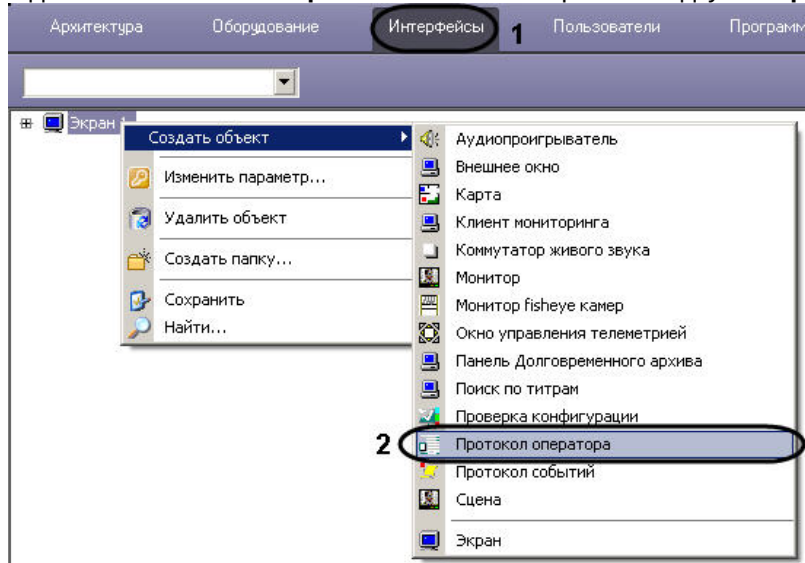 Архитектура Оборудование Интерфейсы 1 Пользователи
Экран 1
Создать объект
Изменить параметр...
Удалить объект
Создать папку...
Сохранить
Найти...
Аудиопроигрыватель
Внешнее окно
Карта
Клиент мониторинга
Коммутатор живого звука
Монитор
Монитор fisheye камер
Окно управления телеметрией
Панель Долговременного архива
Поиск по титрам
Проверка конфигурации
2 Протокол оператора
Протокол событий
Сцена
Экран